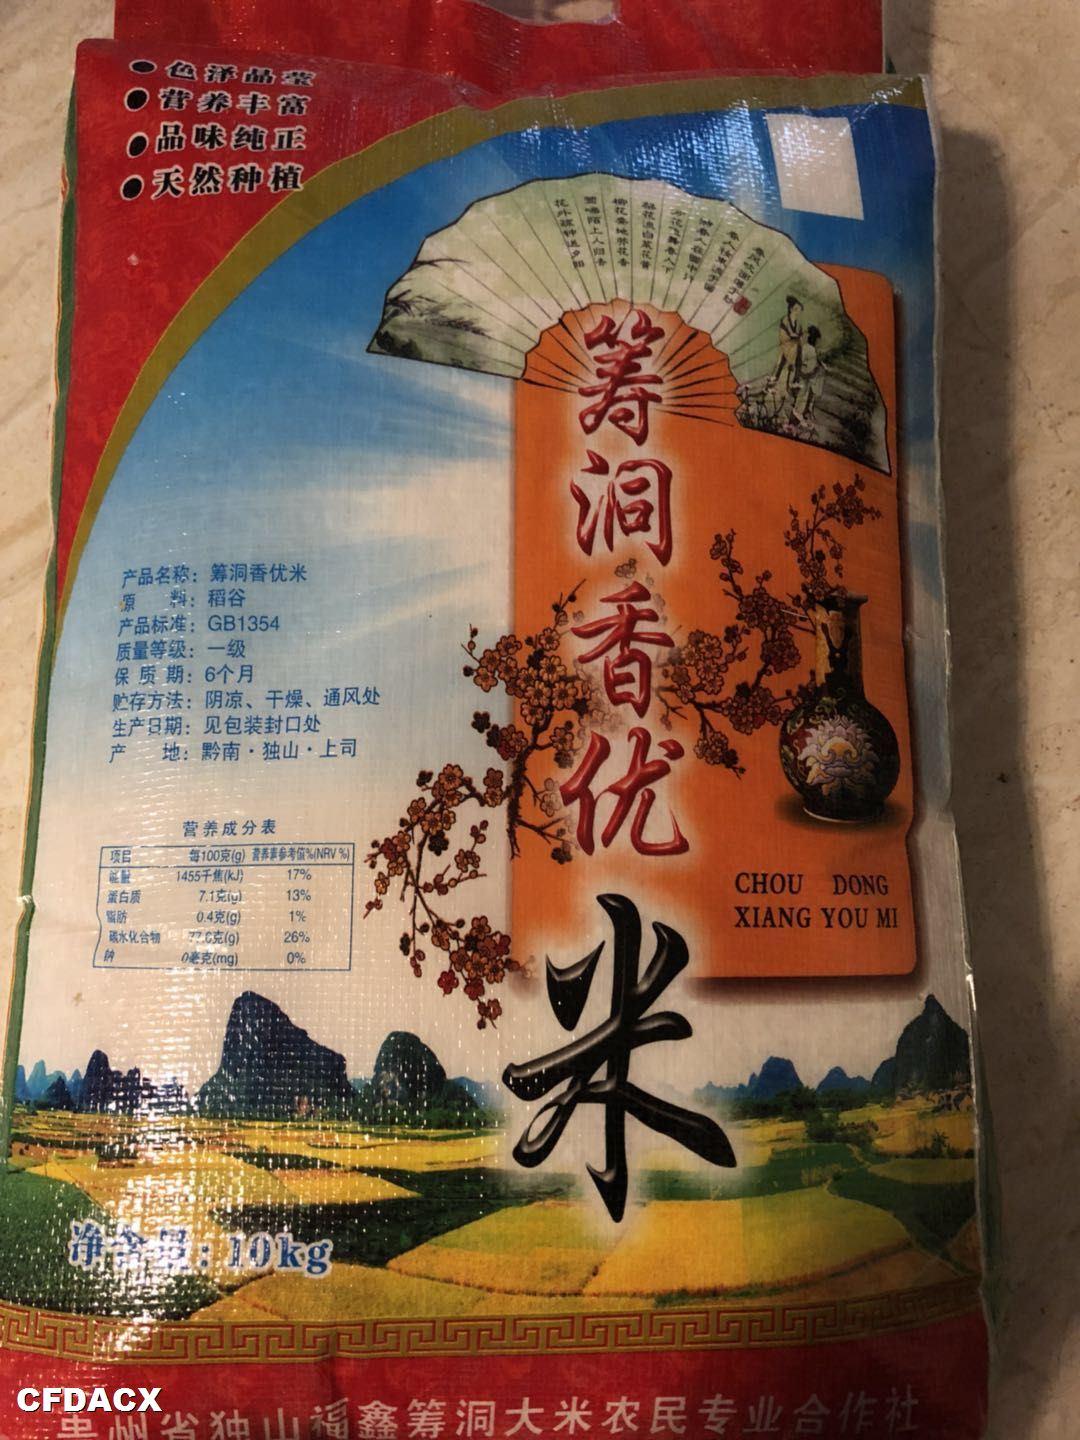 色泽晶莹
营养丰富
品味纯正
天然种植
筹洞香优
米
CHOU DONG
XIANG YOU MI
产品名称：筹洞香优米
原 料：稻谷
产品标准：GB1354
质量等级：一级
保 质 期：6个月
贮存方法：阴凉、干燥、通风处
生产日期：见包装封口处
产 地：黔南·独山·上司
营养成分表
项目 每100克(g) 营养素参考值%(NRV %)
能量 1455千焦(kJ) 17%
蛋白质 7.1克(g) 13%
脂肪 0.4克(g) 1%
碳水化合物 克(g) 26%
钠 0毫克(mg) 0%
净含量：10kg
贵州省独山福鑫筹洞大米农民专业合作社
CFDACX